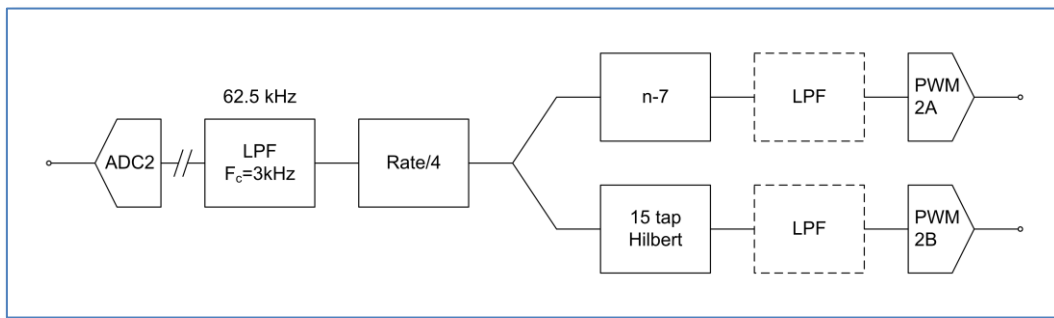 62.5 kHz
ADC2
LPF
Fc=3kHz
Rate/4
n-7
LPF
PWM
2A
15 tap
Hilbert
LPF
PWM
2B